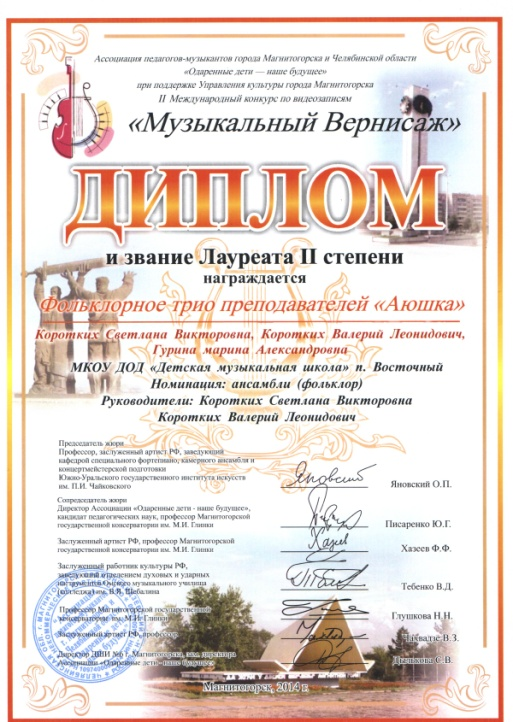 Ассоциация педагогов-музыкантов города Магнитогорска и Челябинской области
«Одаренные дети — наше будущее»
при поддержке Управления культуры города Магнитогорска
II Международный конкурс по видеозаписям
«Музыкальный Вернисаж»
ДИПЛОМ
и звание Лауреата II степени
награждается
Фольклорное трио преподавателей «Аюшка»
Коротких Светлана Викторовна, Коротких Валерий Леонидович,
Гурина марина Александровна
МКОУ ДОД «Детская музыкальная школа» п. Восточный
Номинация: ансамбли (фольклор)
Руководители: Коротких Светлана Викторовна
Коротких Валерий Леонидович
Председатель жюри
Профессор, заслуженный артист РФ, заведующий
кафедрой специального фортепиано, камерного ансамбля и
концертмейстерской подготовки
Южно-Уральского государственного института искусств
им. П.И. Чайковского
Яновский О.П.
Сопредседатель жюри
Директор Ассоциации «Одаренные дети - наше будущее»,
кандидат педагогических наук, профессор Магнитогорской
государственной консерватории им. М.И. Глинки
Писаренко Ю.Г.
Заслуженный артист РФ, профессор Магнитогорской
государственной консерватории им. М.И. Глинки
Хазеев Ф.Ф.
Заслуженный работник культуры РФ,
заведующий отделением духовых и ударных
инструментов Омского музыкального училища
(колледжа) им. В.Я. Шебалина
Тебенко В.Д.
Профессор Магнитогорской государственной
консерватории им. М.И. Глинки
Глушкова Н.Н.
Заслуженный артист РФ, профессор
В.З.
Директор ДШИ г. Магнитогорска, зам. директора
Ассоциации «Одаренные дети - наше будущее»
С.В.
Магнитогорск, 2014 г.